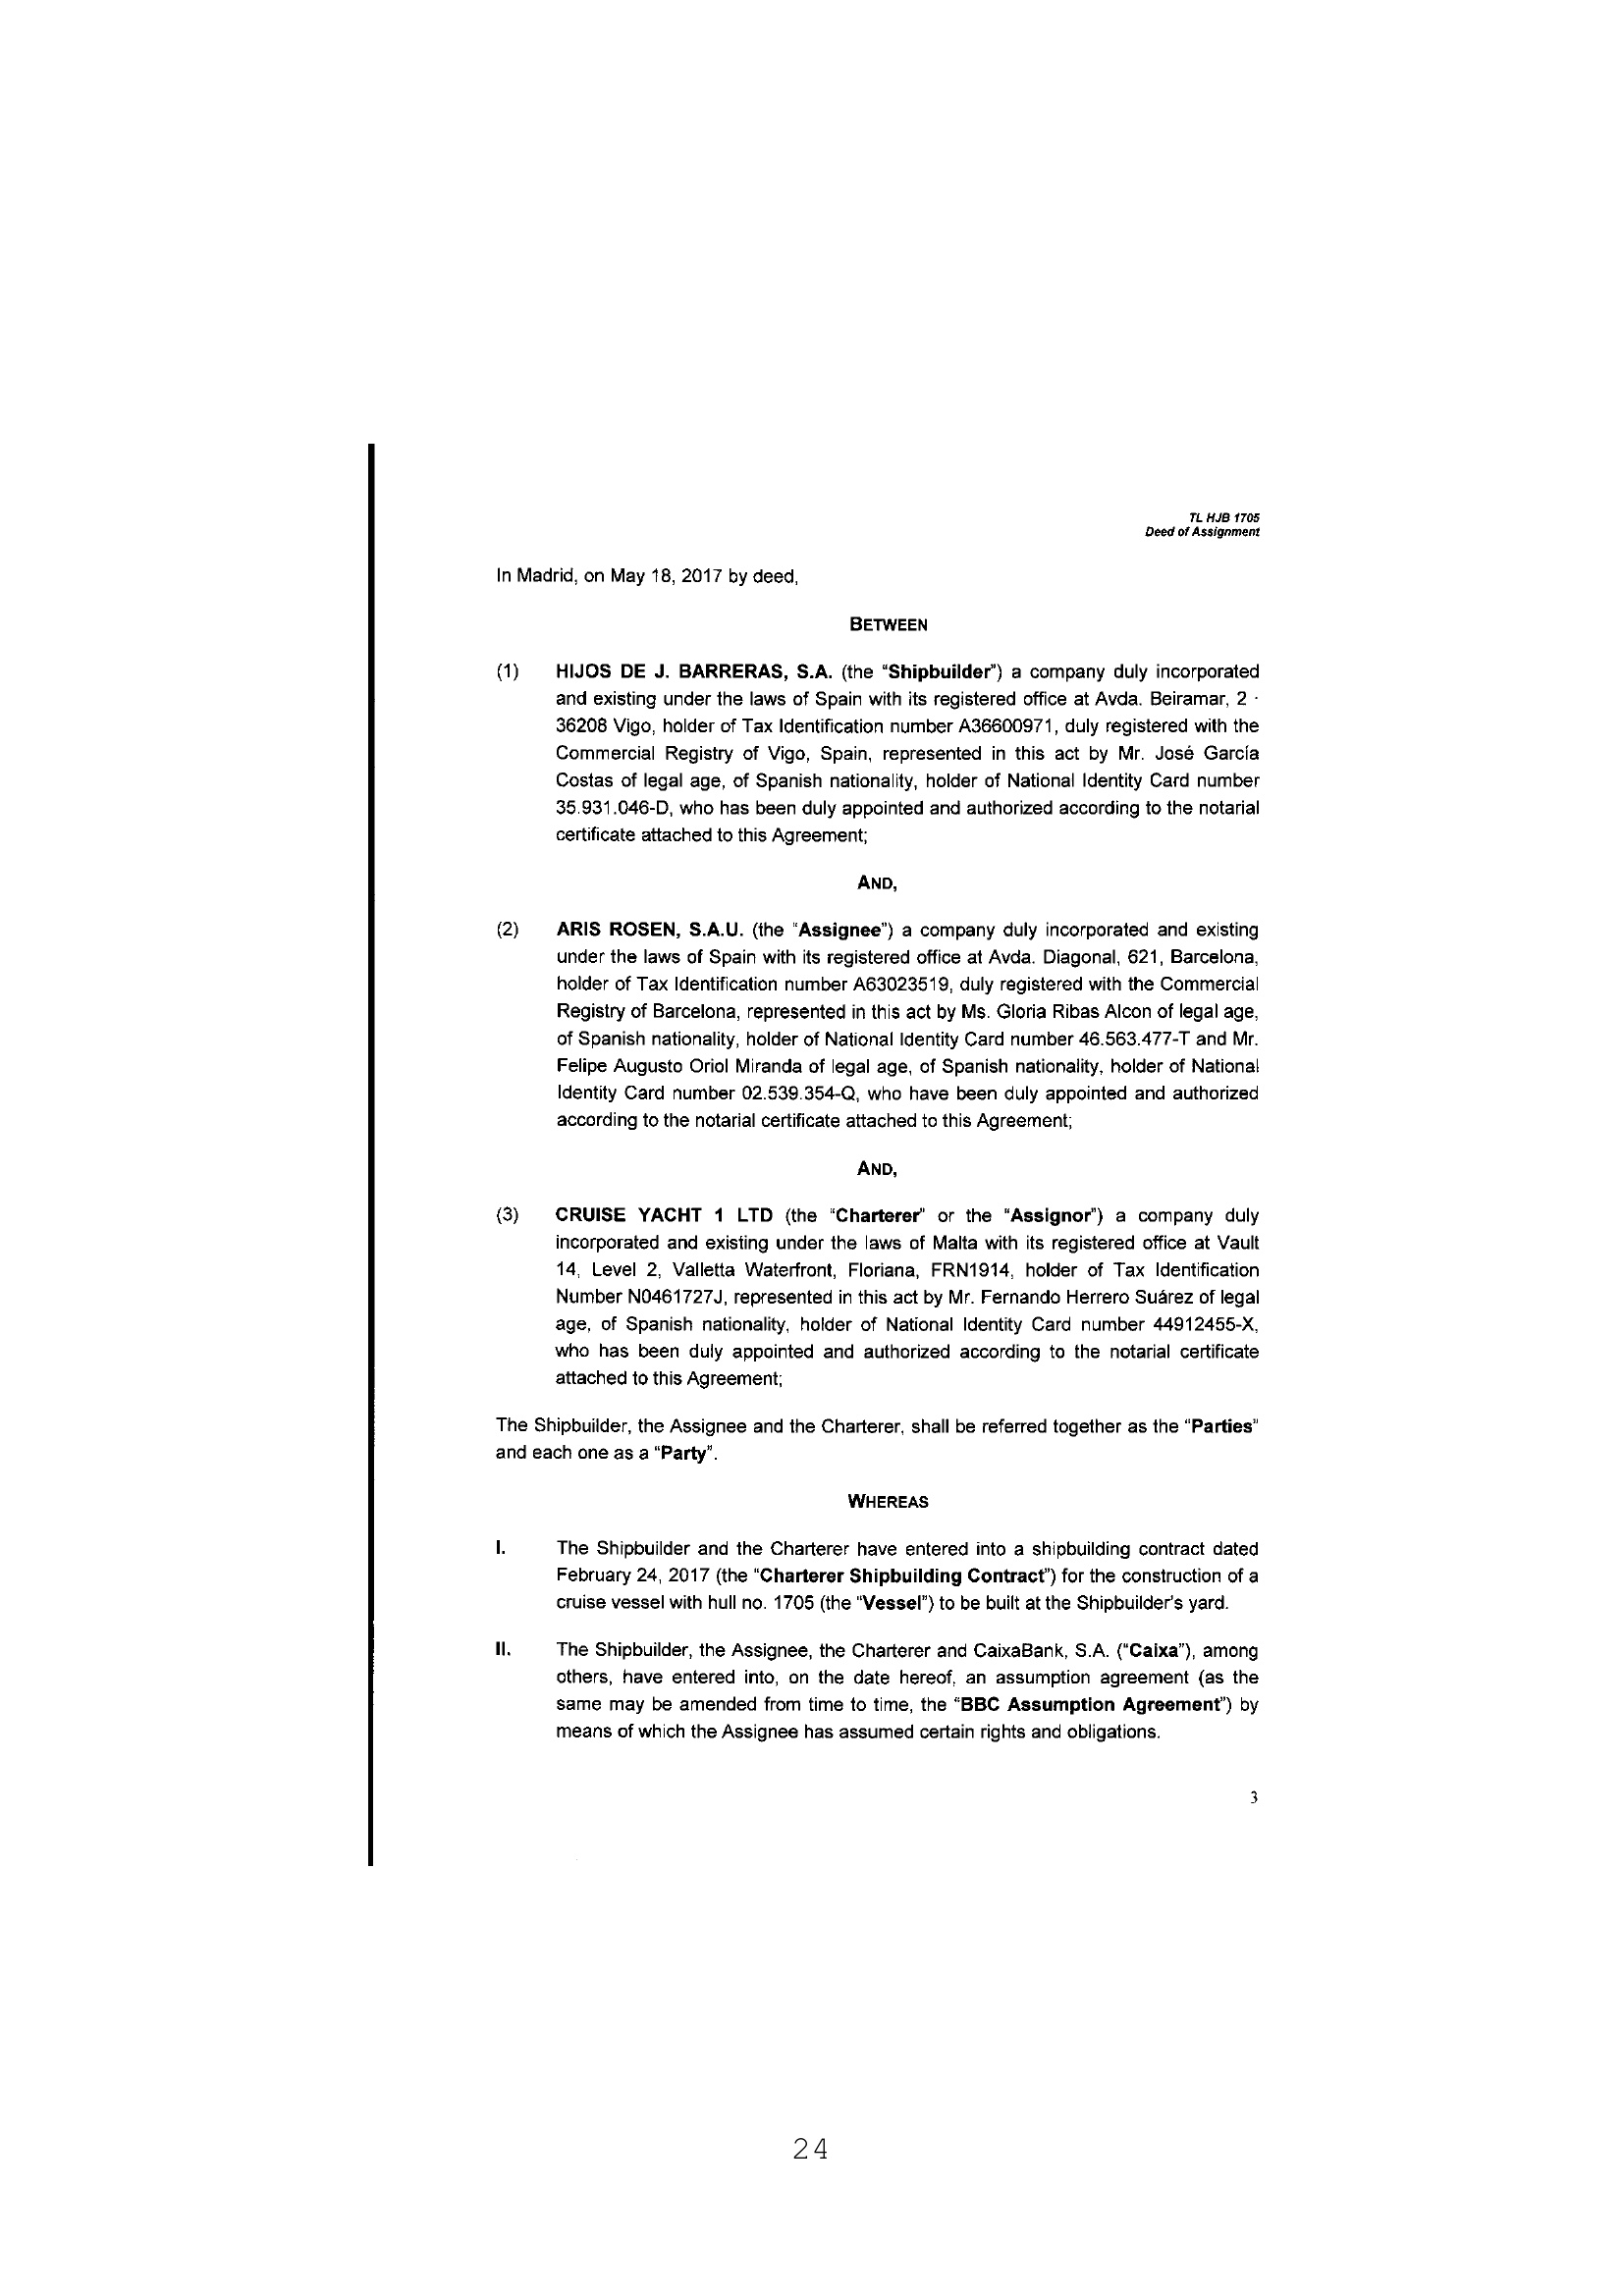 TL HJB 1705
Deed of Assignment
In Madrid, on May 18, 2017 by deed,
BETWEEN
(1) HIJOS DE J. BARRERAS, S.A. (the “Shipbuilder”) a company duly incorporated
and existing under the laws of Spain with its registered office at Avda. Beiramar, 2 ·
36208 Vigo, holder of Tax Identification number A36600971, duly registered with the
Commercial Registry of Vigo, Spain, represented in this act by Mr. José García
Costas of legal age, of Spanish nationality, holder of National Identity Card number
35.931.046-D, who has been duly appointed and authorized according to the notarial
certificate attached to this Agreement;
AND,
(2) ARIS ROSEN, S.A.U. (the “Assignee”) a company duly incorporated and existing
under the laws of Spain with its registered office at Avda. Diagonal, 621, Barcelona,
holder of Tax Identification number A63023519, duly registered with the Commercial
Registry of Barcelona, represented in this act by Ms. Gloria Ribas Alcon of legal age,
of Spanish nationality, holder of National Identity Card number 46.563.477-T and Mr.
Felipe Augusto Oriol Miranda of legal age, of Spanish nationality, holder of National
Identity Card number 02.539.354-Q, who have been duly appointed and authorized
according to the notarial certificate attached to this Agreement;
AND,
(3) CRUISE YACHT 1 LTD (the “Charterer” or the “Assignor”) a company duly
incorporated and existing under the laws of Malta with its registered office at Vault
14, Level 2, Valletta Waterfront, Floriana, FRN1914, holder of Tax Identification
Number N0461727J, represented in this act by Mr. Fernando Herrero Suárez of legal
age, of Spanish nationality, holder of National Identity Card number 44912455-X,
who has been duly appointed and authorized according to the notarial certificate
attached to this Agreement;
The Shipbuilder, the Assignee and the Charterer, shall be referred together as the “Parties”
and each one as a “Party”.
WHEREAS
I. The Shipbuilder and the Charterer have entered into a shipbuilding contract dated
February 24, 2017 (the “Charterer Shipbuilding Contract”) for the construction of a
cruise vessel with hull no. 1705 (the “Vessel”) to be built at the Shipbuilder's yard.
II. The Shipbuilder, the Assignee, the Charterer and CaixaBank, S.A. (“Caixa”), among
others, have entered into, on the date hereof, an assumption agreement (as the
same may be amended from time to time, the “BBC Assumption Agreement”) by
means of which the Assignee has assumed certain rights and obligations.
3
24